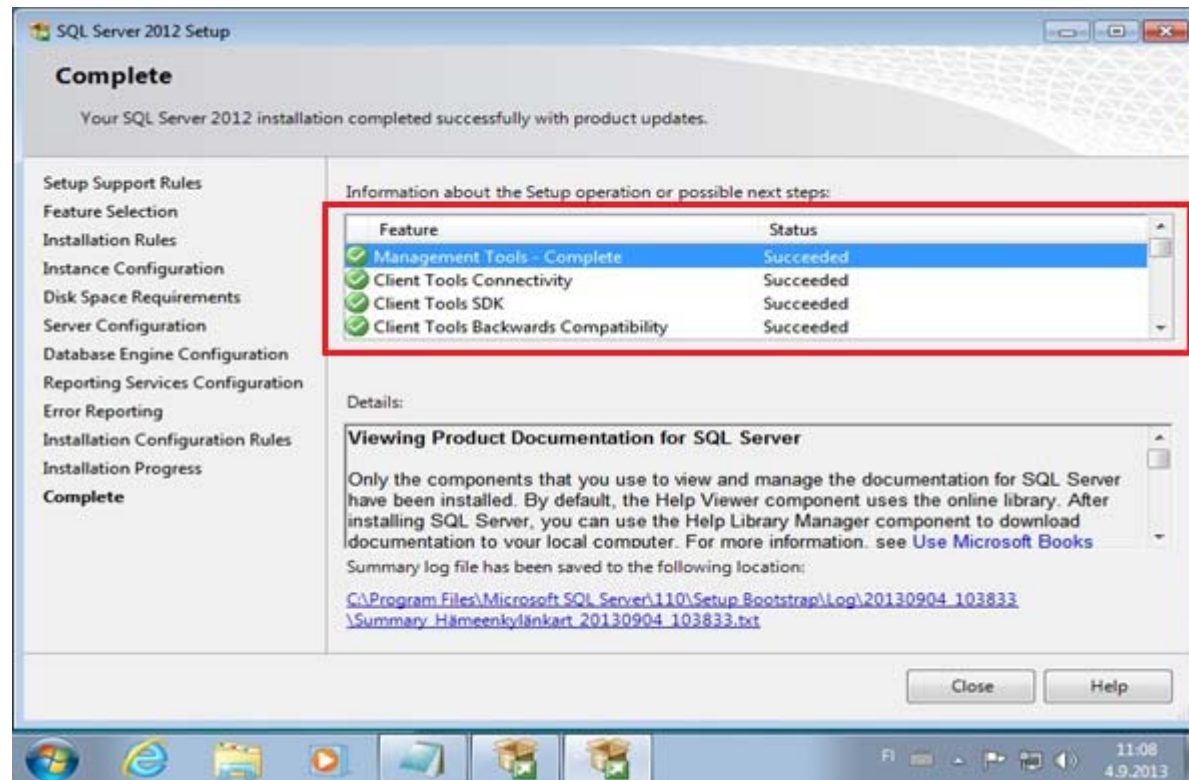 SQL Server 2012 Setup
Complete
Your SQL Server 2012 installation completed successfully with product updates.
Setup Support Rules
Feature Selection
Installation Rules
Instance Configuration
Disk Space Requirements
Server Configuration
Database Engine Configuration
Reporting Services Configuration
Error Reporting
Installation Configuration Rules
Installation Progress
Complete
Information about the Setup operation or possible next steps:
Feature Status
Management Tools - Complete Succeeded
Client Tools Connectivity Succeeded
Client Tools SDK Succeeded
Client Tools Backwards Compatibility Succeeded
Details:
Viewing Product Documentation for SQL Server
Only the components that you use to view and manage the documentation for SQL Server
have been installed. By default, the Help Viewer component uses the online library. After
installing SQL Server, you can use the Help Library Manager component to download
documentation to your local computer. For more information, see Use Microsoft Books
Summary log file has been saved to the following location:
C:\Program Files\Microsoft SQL Server\110\Setup Bootstrap\Log\20130904_103833
\Summary_Hämeenkylänkart_20130904_103833.txt
Close Help
FI 11:08
4.9.2013